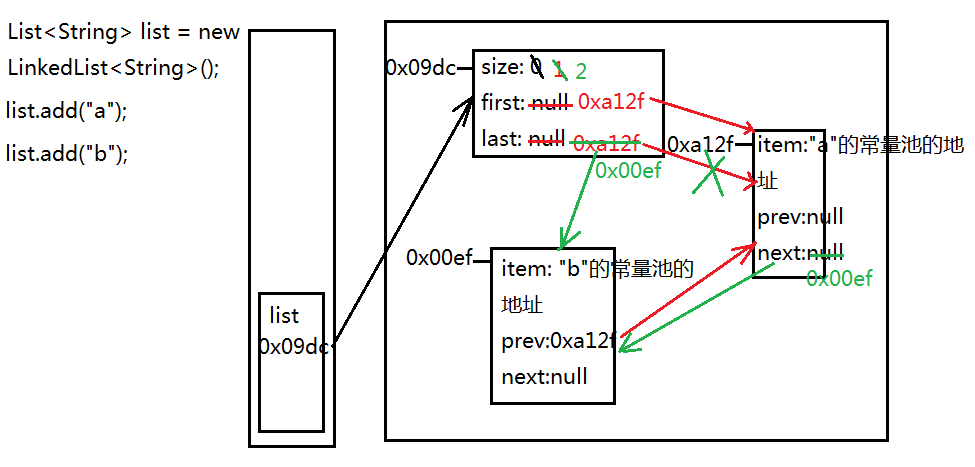 List<String> list = new
LinkedList<String>();
list.add("a");
list.add("b");
list
0x09dc
0x09dc
size: 0 1 2
first: null 0xa12f
last: null 0xa12f
0x00ef
0xa12f
item:"a"的常量池的地
址
prev:null
next:null
0x00ef
0x00ef
item: "b"的常量池的
地址
prev:0xa12f
next:null